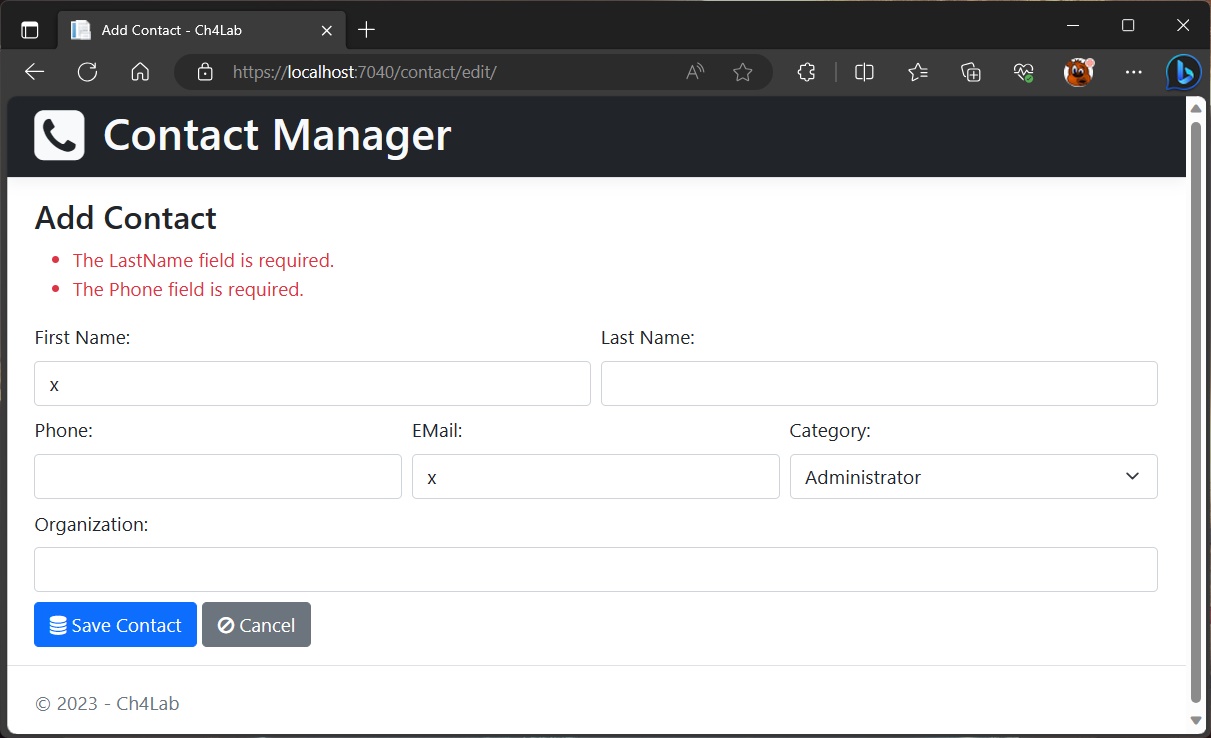 Add Contact - Ch4Lab
https://localhost:7040/contact/edit/
Contact Manager
Add Contact
The LastName field is required.
The Phone field is required.
First Name: Last Name:
x
Phone: EMail: Category:
x Administrator
Organization:
Save Contact Cancel
© 2023 - Ch4Lab